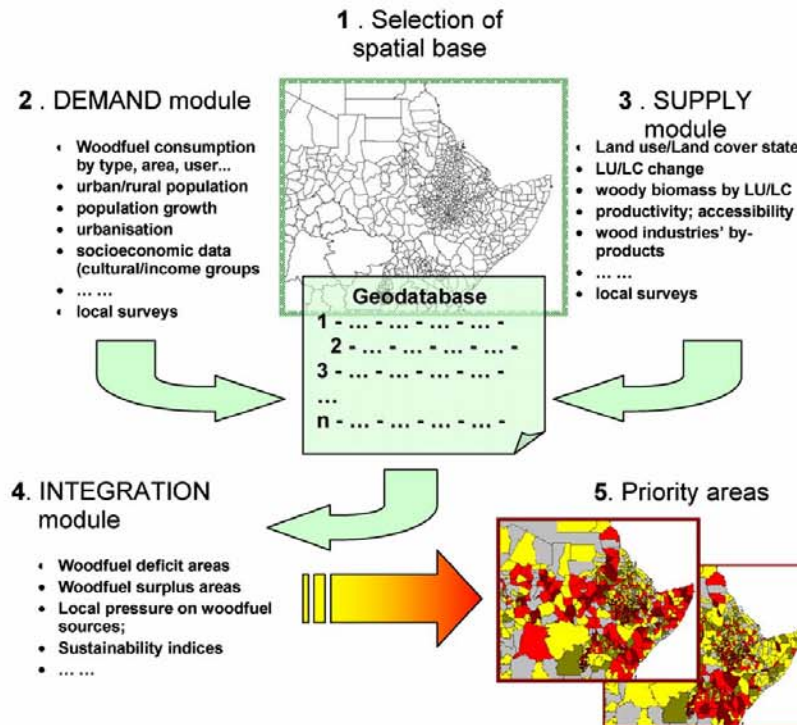 1 . Selection of
spatial base
2 . DEMAND module
Woodfuel consumption
by type, area, user...
urban/rural population
population growth
urbanisation
socioeconomic data
(cultural/income groups
... ...
local surveys
3 . SUPPLY
module
Land use/Land cover state
LU/LC change
woody biomass by LU/LC
productivity; accessibility
wood industries' by-
products
... ...
local surveys
Geodatabase
1 - ... - ... - ... - ... -
2 - ... - ... - ... - ... -
3 - ... - ... - ... - ... -
...
n - ... - ... - ... - ... -
4. INTEGRATION
module
Woodfuel deficit areas
Woodfuel surplus areas
Local pressure on woodfuel
sources;
Sustainability indices
... ...
5. Priority areas